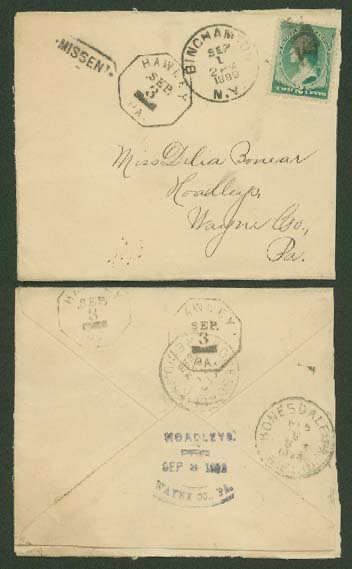 MISSENT.
HAWLEY
SEP.
3
PA.
BINGHAMTON
SEP
1
N.Y.
TWO CENTS
Miss Delia Bonear
Hoadleys,
Wayne Co.,
Pa.
HAWLEY
SEP.
3
HAWLEY
SEP.
3
PA.
HONESDALE
HOADLEYS.
SEP
WAYNE CO., PA.